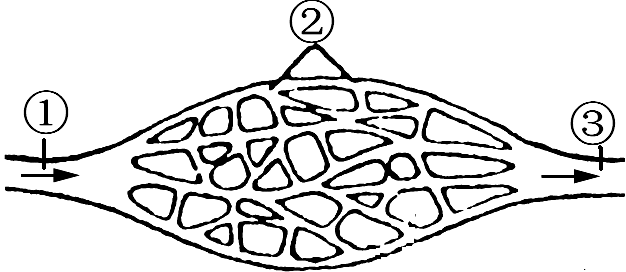 ②
①
③